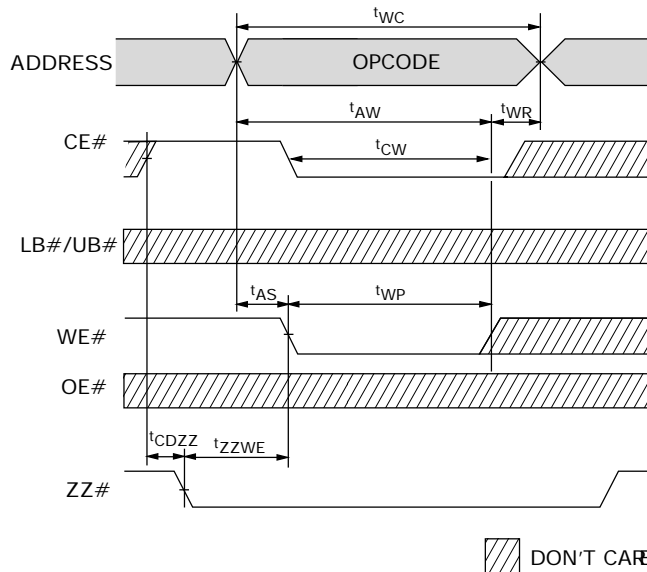 tWC
ADDRESS OPCODE
tAW tWR
CE# tCW
LB#/UB#
tAS tWP
WE#
OE#
tCDZZ tZZWE
ZZ#
DON'T CARE